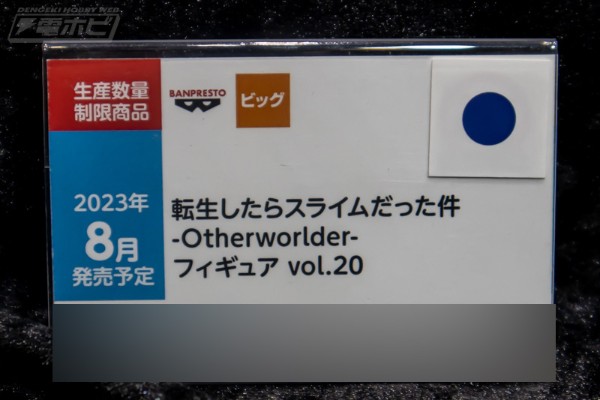 DENGEKI HOBBY WEB
電ホビ
生産数量
制限商品
BANPRESTO
ビッグ
2023年
8月
発売予定
転生したらスライムだった件
-Otherworlder-
フィギュア vol.20